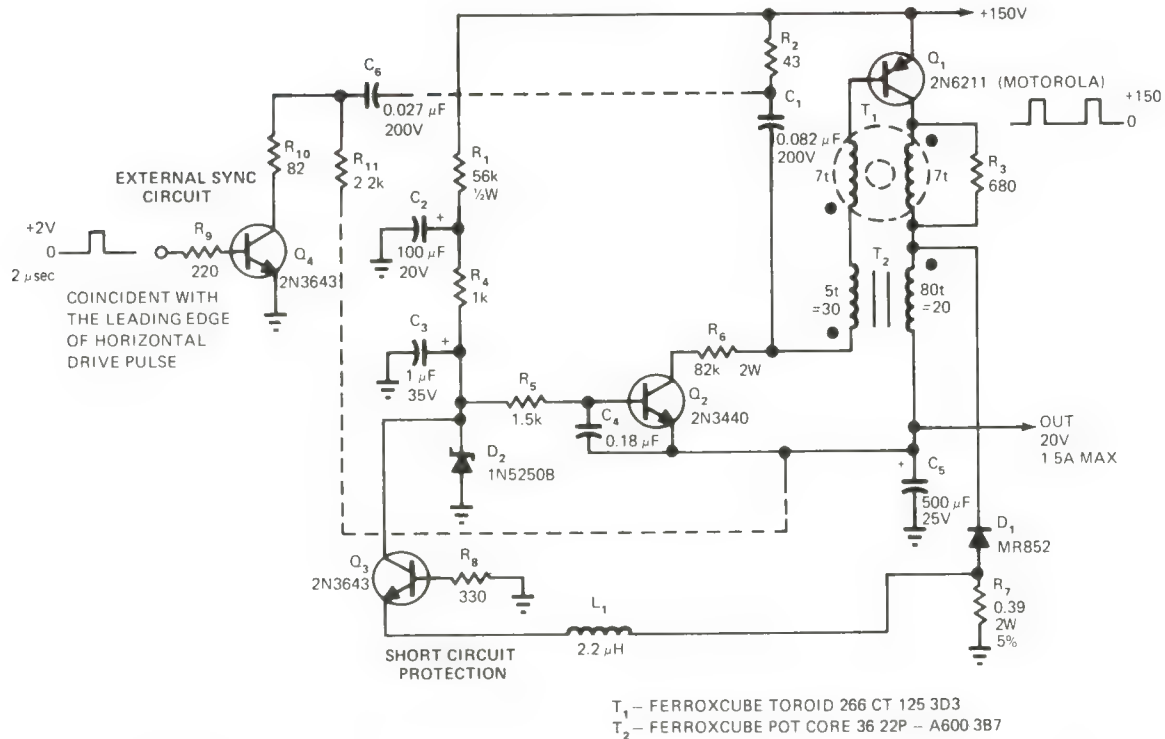 +150V
R2
43
Q1
2N6211 (MOTOROLA)
+150
0
C6
0.027 µF
200V
C1
0.082 µF
200V
T1
7t
7t
R3
680
R10
82
R11
2.2k
R1
56k
½W
EXTERNAL SYNC
CIRCUIT
+2V
0
2 µsec
R9
220
Q4
2N3643
C2
+
100 µF
20V
R4
1k
T2
5t
=30
80t
=20
COINCIDENT WITH
THE LEADING EDGE
OF HORIZONTAL
DRIVE PULSE
C3
+
1 µF
35V
R6
82k 2W
R5
1.5k
Q2
2N3440
C4
0.18 µF
OUT
20V
1 5A MAX
D2
1N5250B
+
C5
500 µF
25V
D1
MR852
Q3
2N3643
R8
330
R7
0.39
2W
5%
L1
2.2 µH
SHORT CIRCUIT
PROTECTION
T1 – FERROXCUBE TOROID 266 CT 125 3D3
T2 – FERROXCUBE POT CORE 36 22P – A600 3B7